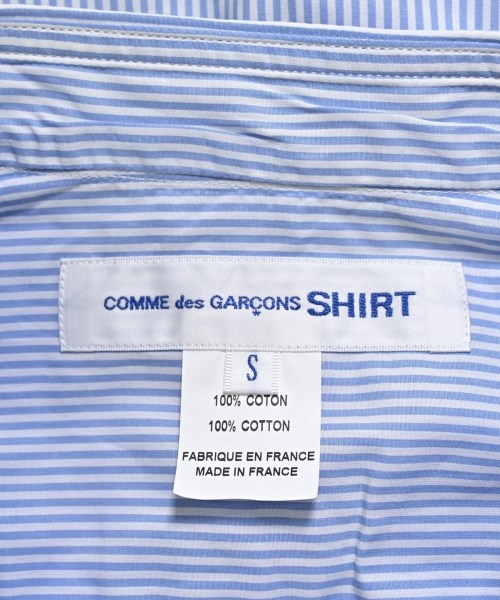 COMME des GARÇONS SHIRT
S
100% COTON
100% COTTON
FABRIQUE EN FRANCE
MADE IN FRANCE